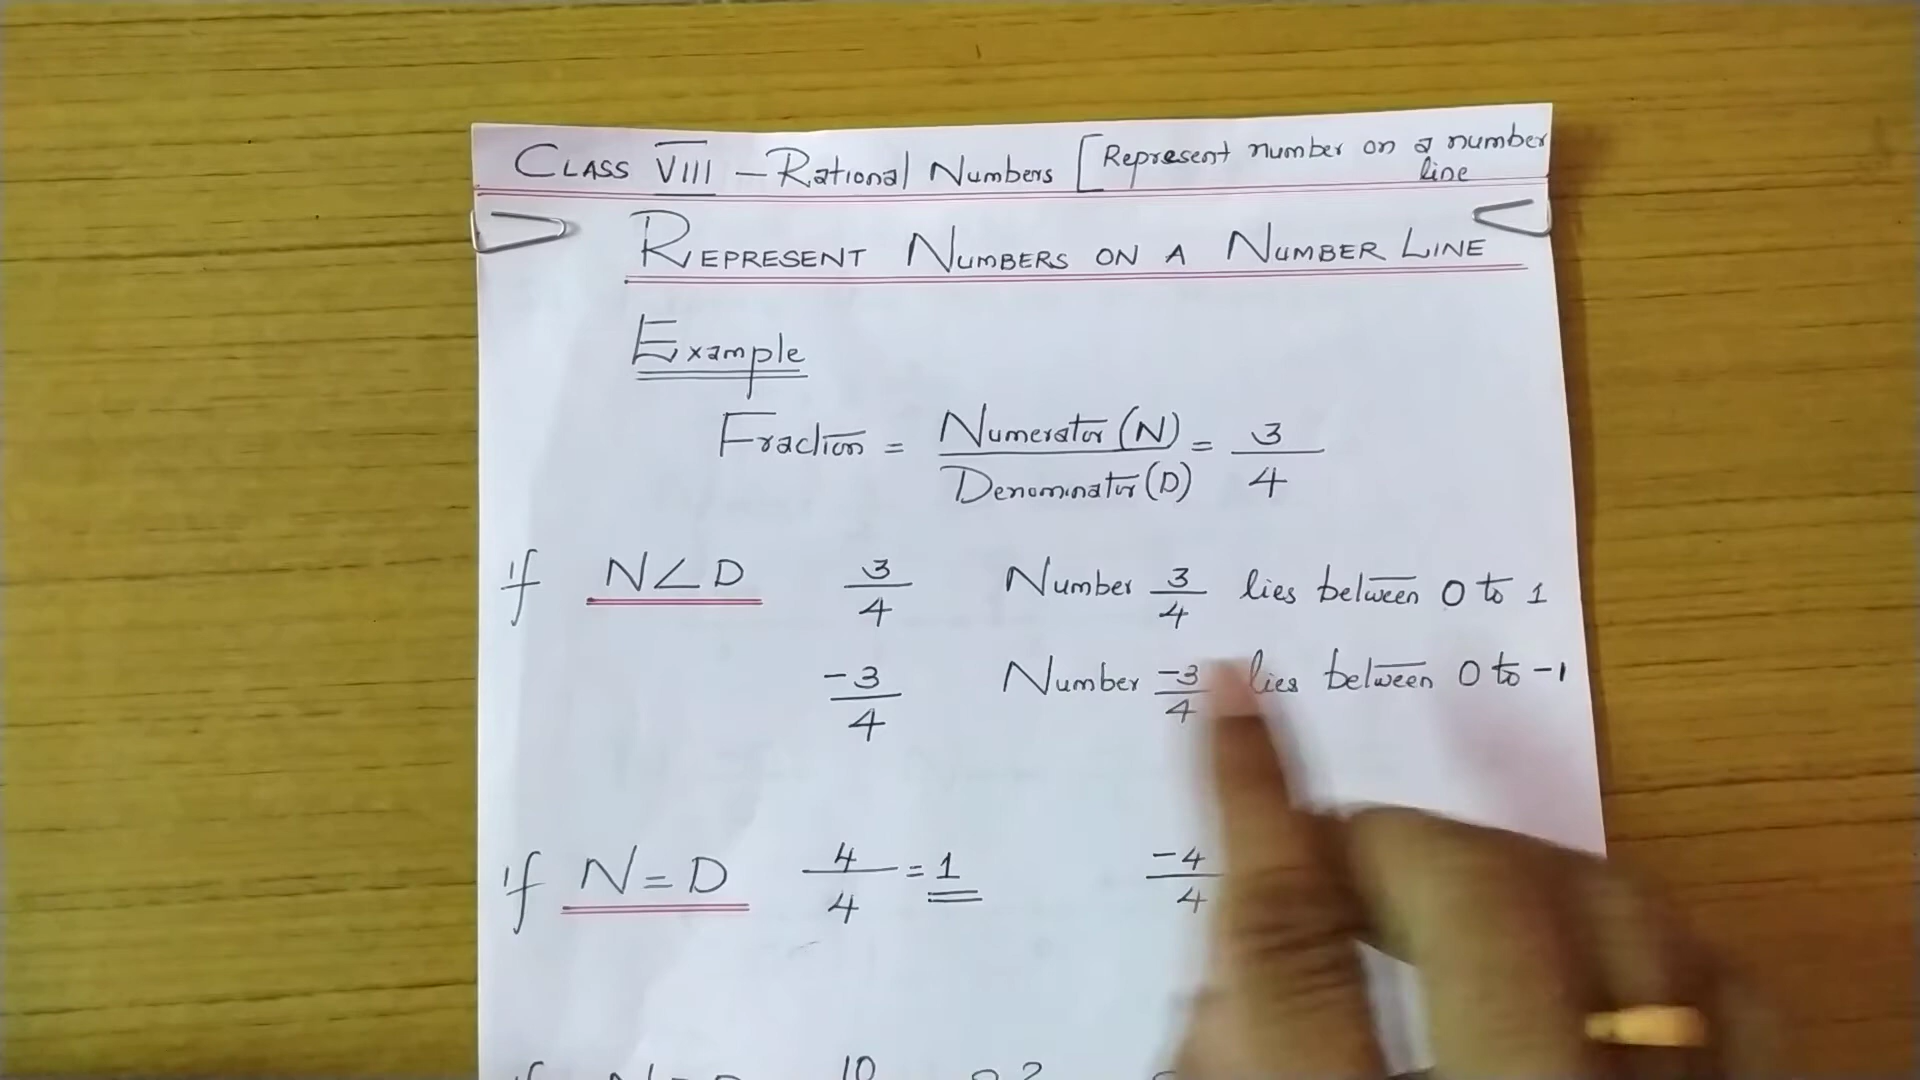 CLASS VIII - Rational Numbers [Represent number on a number line
REPRESENT NUMBERS ON A NUMBER LINE
Example
Fraction = Numerator (N) / Denominator (D) = 3/4
if N<D 3/4 Number 3/4 lies between 0 to 1
-3/4 Number -3/4 lies between 0 to -1
if N=D 4/4 = 1 -4/4
10